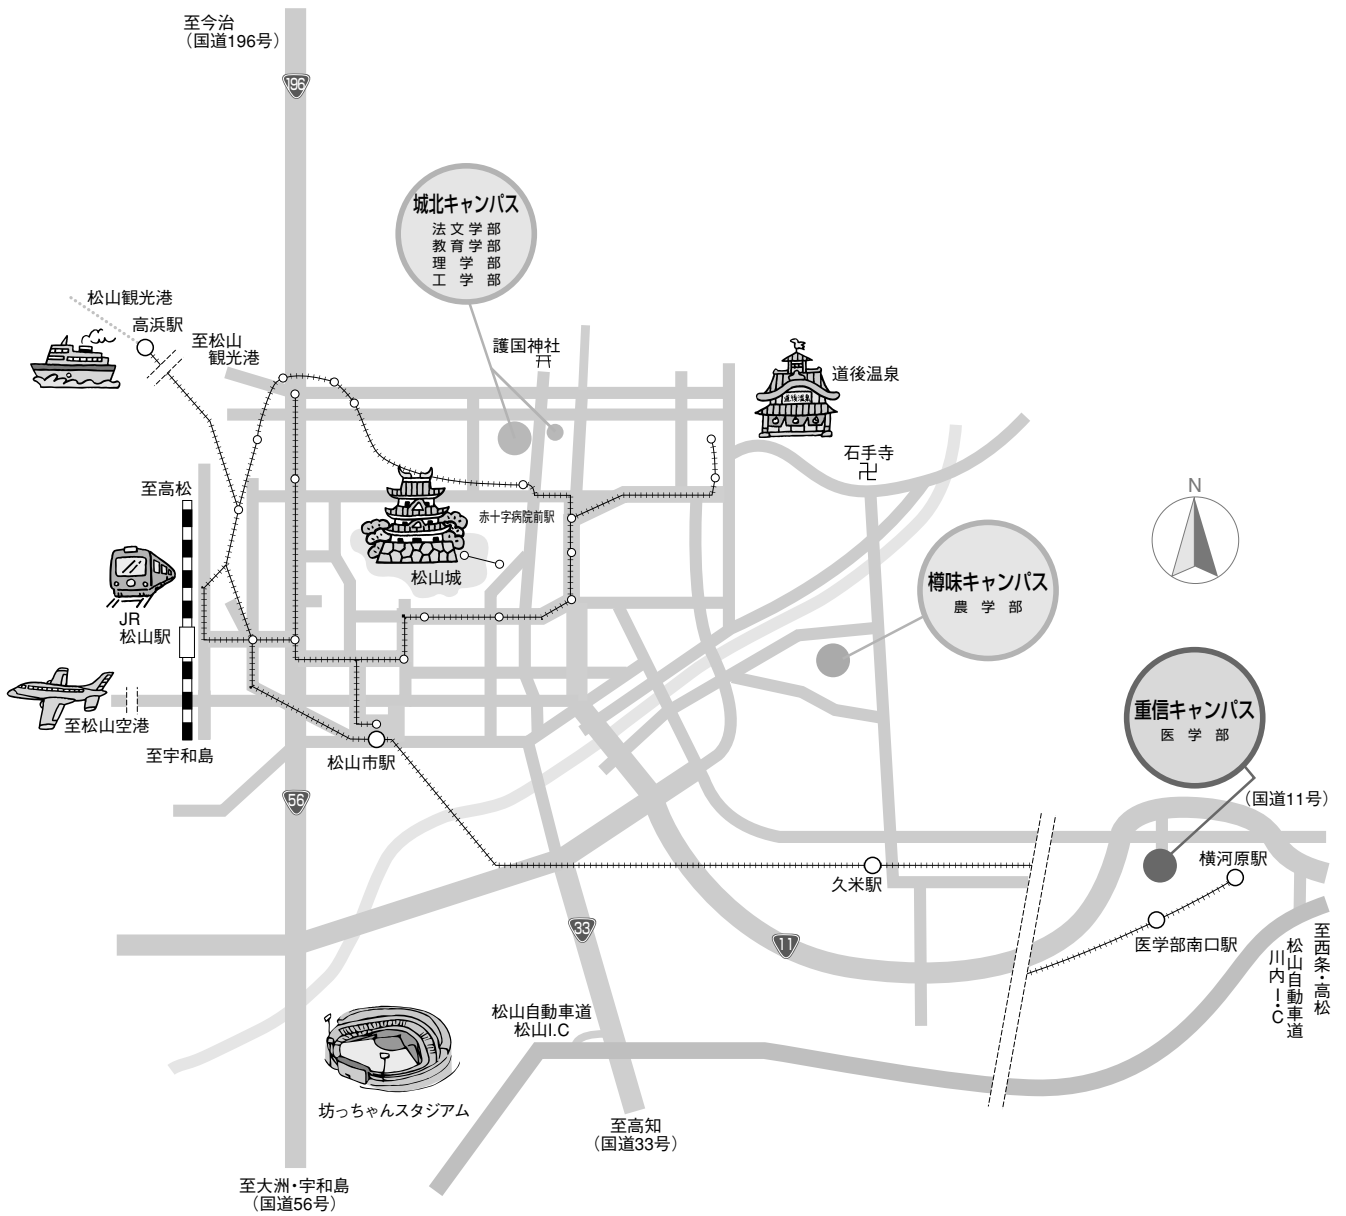 至今治
（国道196号）
196
城北キャンパス
法文学部
教育学部
理学部
工学部
松山観光港
高浜駅
至松山
観光港
護国神社
道後温泉
道後温泉
石手寺
至高松
赤十字病院前駅
松山城
N
樽味キャンパス
農学部
JR
松山駅
重信キャンパス
医学部
至松山空港
至宇和島
松山市駅
56
（国道11号）
横河原駅
久米駅
医学部南口駅
33
11
至西条・高松
松山自動車道
川内I・C
松山自動車道
松山I.C
坊っちゃんスタジアム
至高知
（国道33号）
至大洲・宇和島
（国道56号）